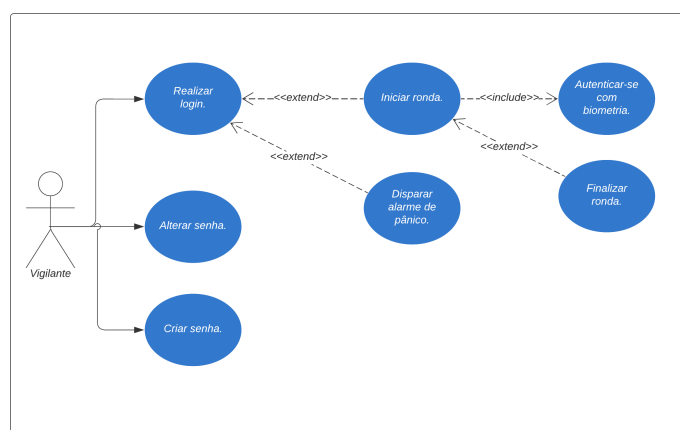 Realizar
login.
<<extend>>
Iniciar ronda.
<<include>>
Autenticar-se
com
biometria.
<<extend>>
<<extend>>
Disparar
alarme de
pânico.
Finalizar
ronda.
Alterar senha.
Vigilante
Criar senha.